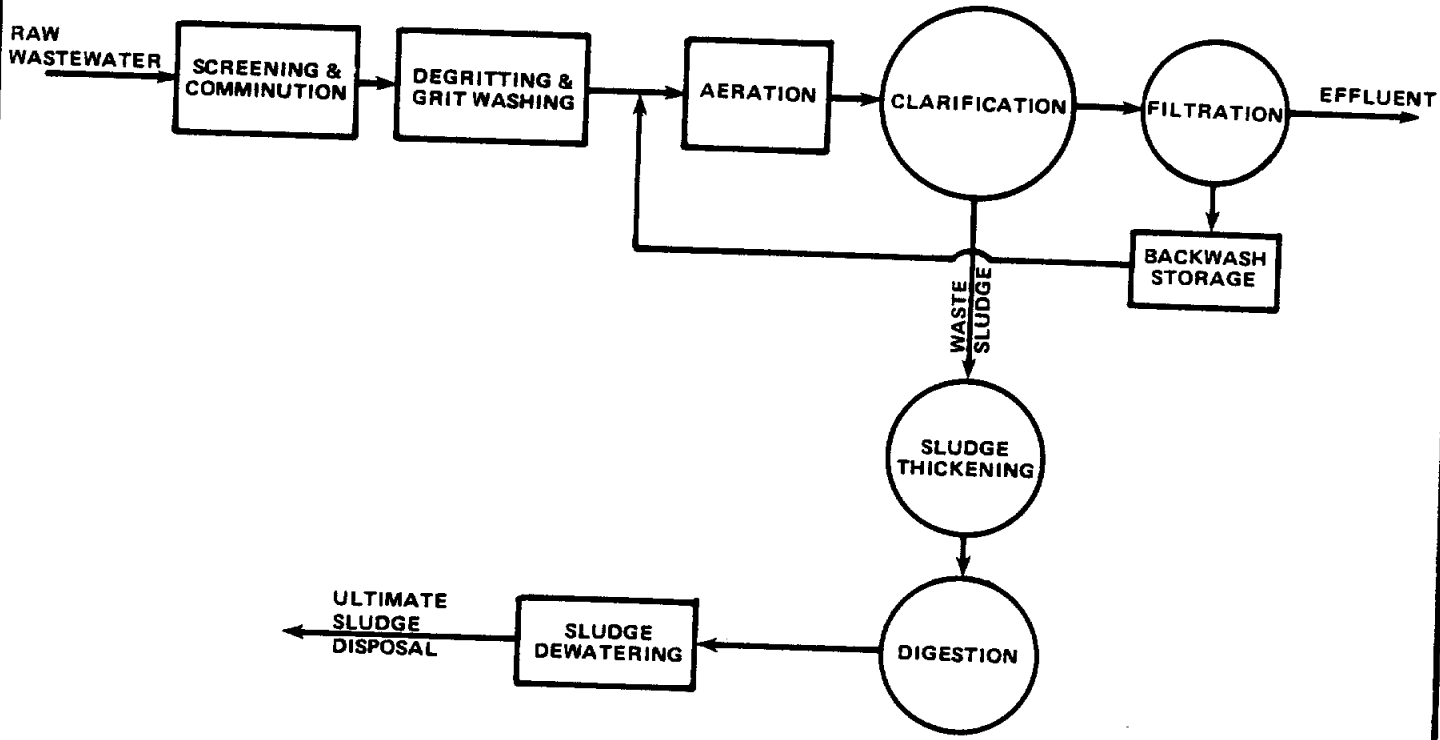 RAW
WASTEWATER
SCREENING &
COMMINUTION
DEGRITTING &
GRIT WASHING
AERATION
CLARIFICATION
FILTRATION
EFFLUENT
BACKWASH
STORAGE
WASTE
SLUDGE
SLUDGE
THICKENING
DIGESTION
SLUDGE
DEWATERING
ULTIMATE
SLUDGE
DISPOSAL